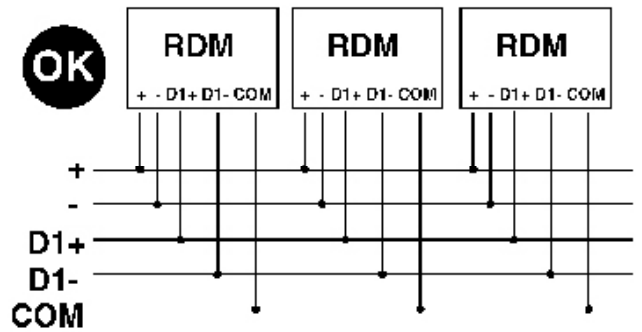 OK
RDM RDM RDM
+ - D1+ D1- COM + - D1+ D1- COM + - D1+ D1- COM
+
-
D1+
D1-
COM